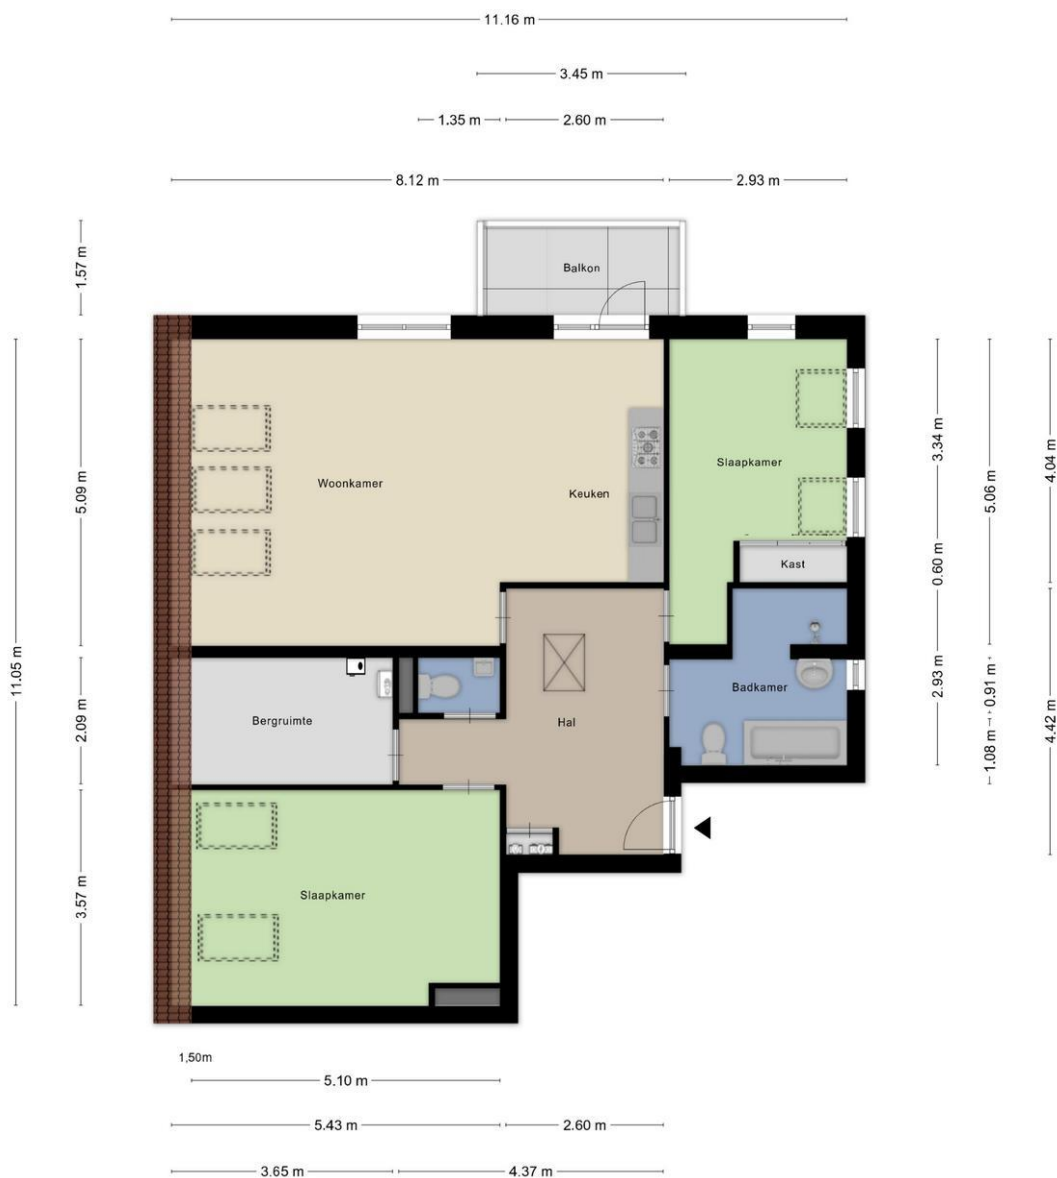 11.16 m
3.45 m
1.35 m
2.60 m
8.12 m
2.93 m
1.57 m
Balkon
5.09 m
Woonkamer
Keuken
Slaapkamer
Kast
3.34 m
5.06 m
4.04 m
0.60 m
11.05 m
2.09 m
Bergruimte
Hal
Badkamer
2.93 m
0.91 m
1.08 m
4.42 m
3.57 m
Slaapkamer
1,50m
5.10 m
5.43 m
2.60 m
3.65 m
4.37 m